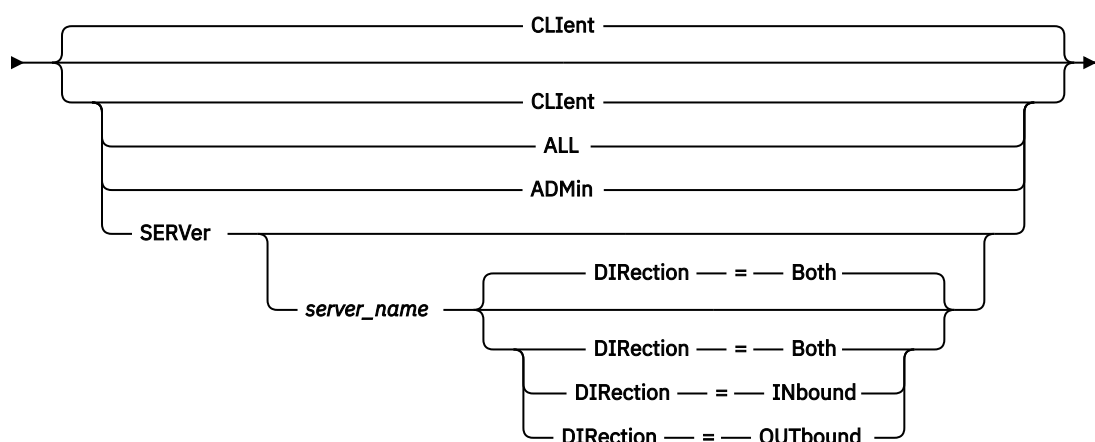 CLIent
CLIent
ALL
ADMin
SERVer
DIRection = Both
server_name
DIRection = Both
DIRection = INbound
DIRection = OUTbound